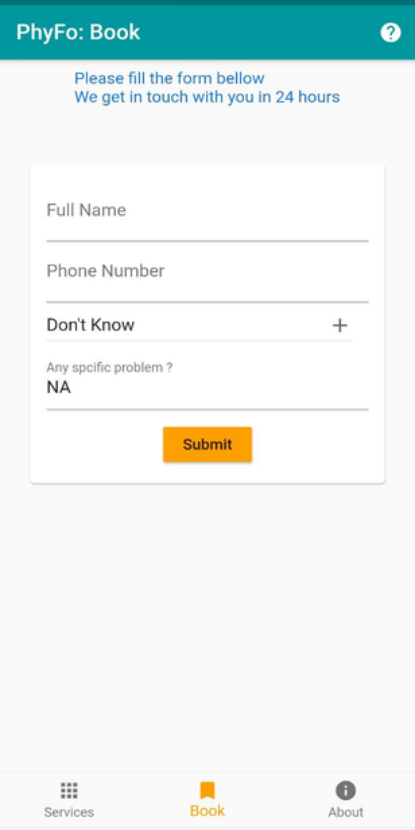 PhyFo: Book
Please fill the form bellow
We get in touch with you in 24 hours
Full Name
Phone Number
Don't Know
Any spcific problem ?
NA
Submit
Services
Book
About